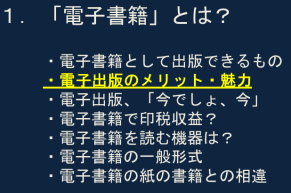 １．「電子書籍」とは？
・電子書籍として出版できるもの
・電子出版のメリット・魅力
・電子出版、「今でしょ、今」
・電子書籍で印税収益？
・電子書籍を読む機器は？
・電子書籍の一般形式
・電子書籍の紙の書籍との相違